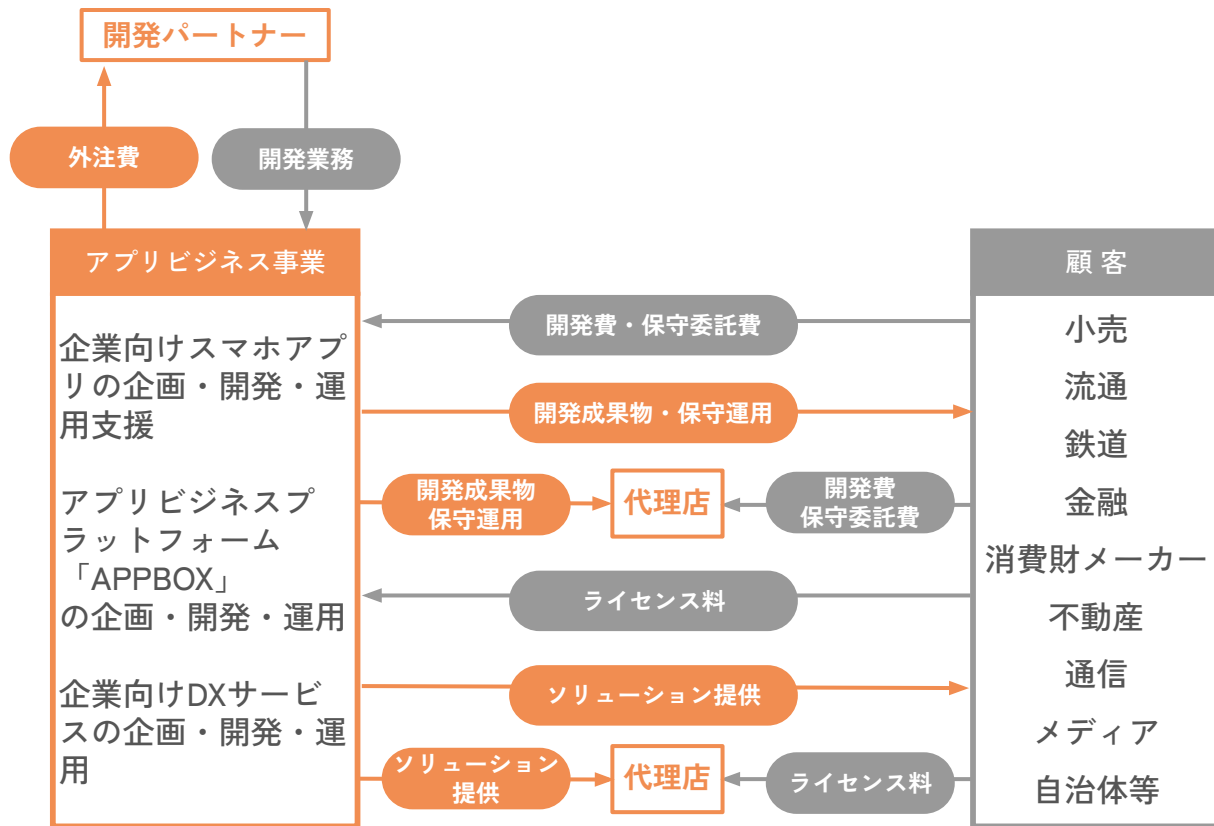 開発パートナー
外注費
開発業務
アプリビジネス事業
企業向けスマホアプ
リの企画・開発・運
用支援
アプリビジネスプ
ラットフォーム
「APPBOX」
の企画・開発・運用
企業向けDXサービ
スの企画・開発・運
用
開発費・保守委託費
開発成果物・保守運用
開発成果物
保守運用
代理店
開発費
保守委託費
ライセンス料
ソリューション提供
ソリューション
提供
代理店
ライセンス料
顧 客
小売
流通
鉄道
金融
消費財メーカー
不動産
通信
メディア
自治体等